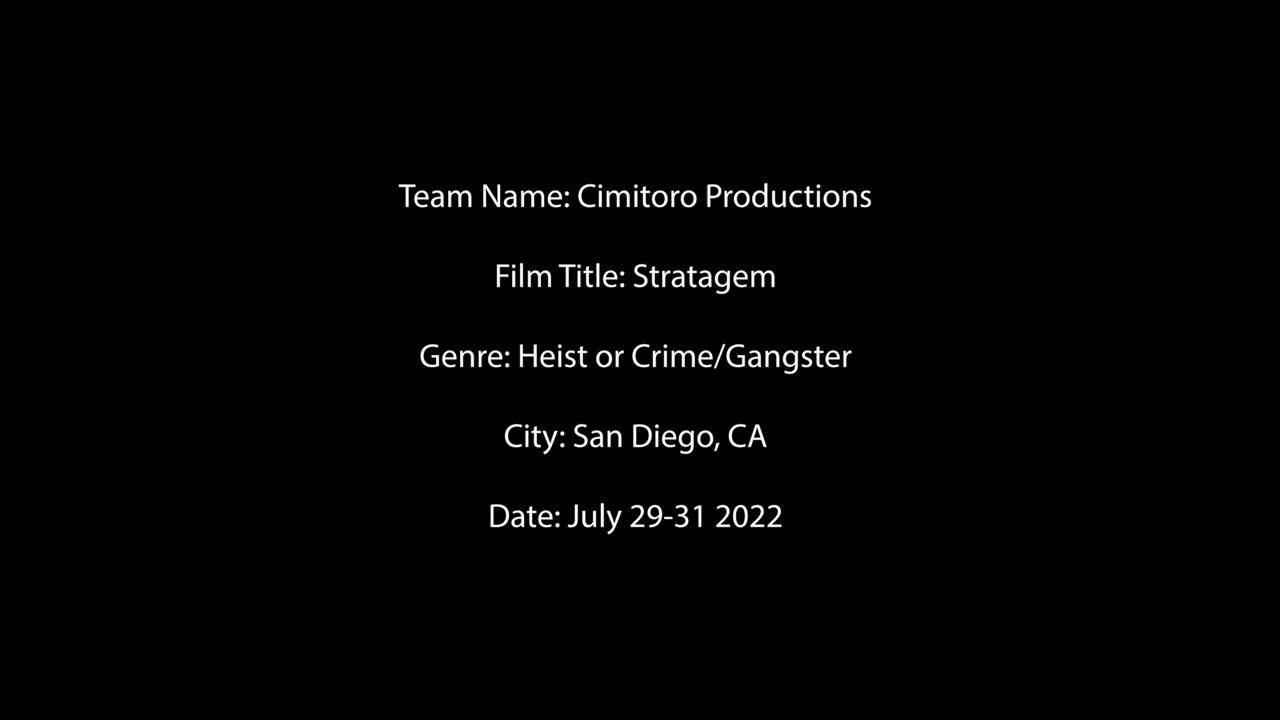 Team Name: Cimitoro Productions
Film Title: Stratagem
Genre: Heist or Crime/Gangster
City: San Diego, CA
Date: July 29-31 2022